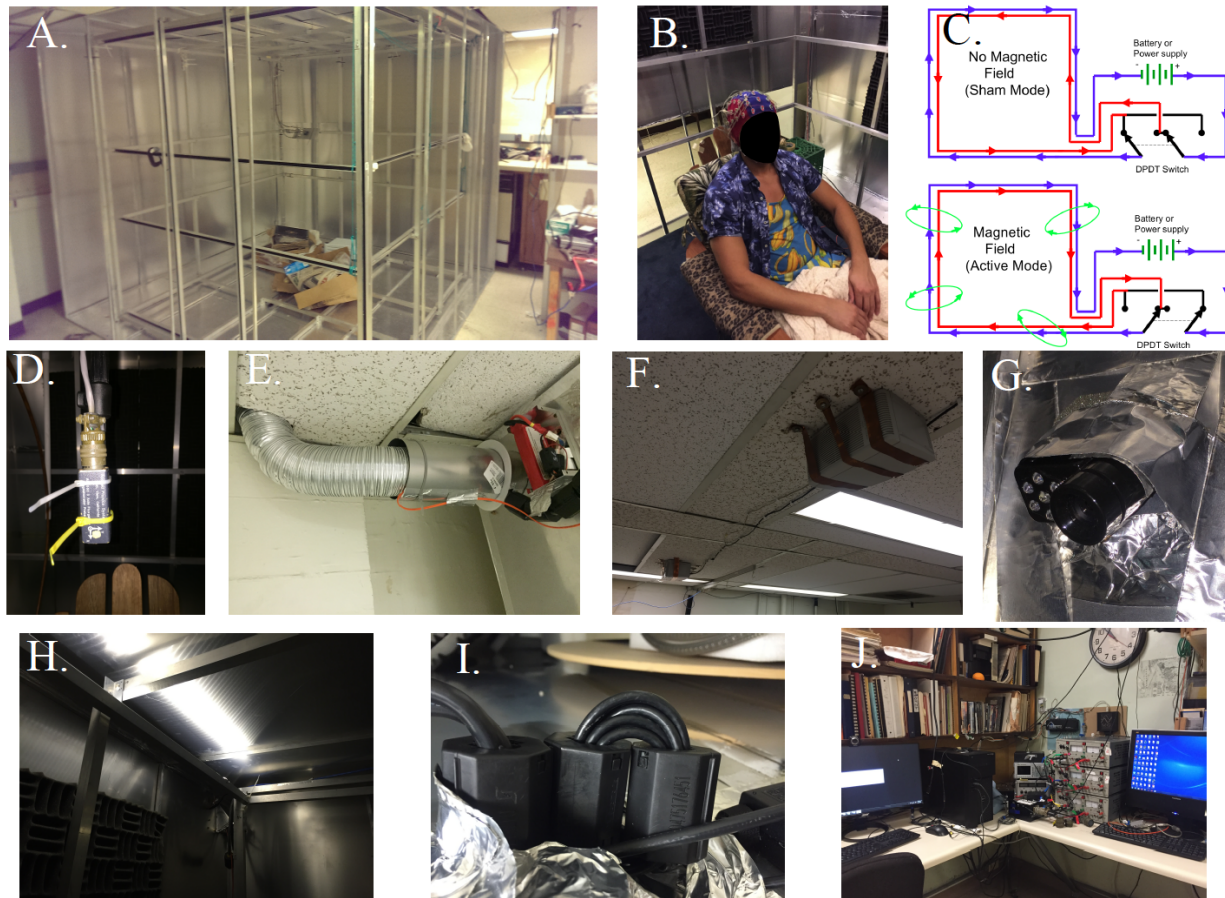 A.
B.
C.
No Magnetic
Field
(Sham Mode)
Battery or
Power supply
- +
DPDT Switch
Magnetic
Field
(Active Mode)
Battery or
Power supply
- +
DPDT Switch
D.
E.
F.
G.
H.
I.
J.